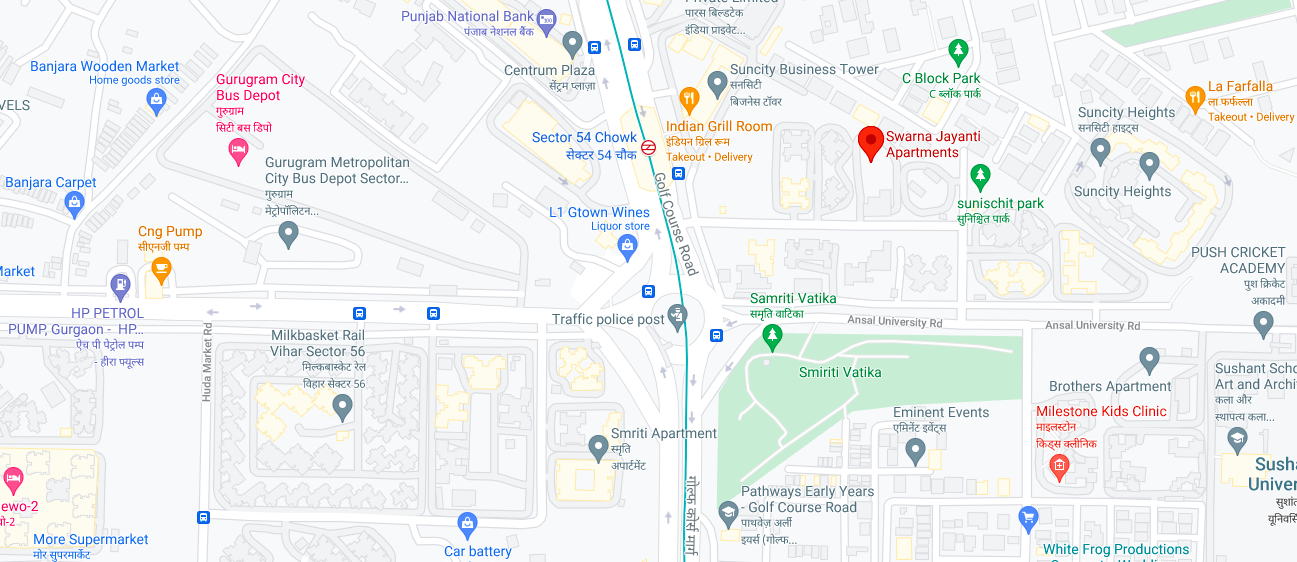 Private Limited
पारस बिल्डटेक
इंडिया प्राइवेट...
Punjab National Bank
पंजाब नेशनल बैंक
Centrum Plaza
सेंट्रम प्लाज़ा
Suncity Business Tower
सनसिटी
बिजनेस टॉवर
C Block Park
C ब्लॉक पार्क
La Farfalla
ला फर्फल्ला
Takeout • Delivery
Banjara Wooden Market
Home goods store
VELS
Gurugram City
Bus Depot
गुरुग्राम
सिटी बस डिपो
Indian Grill Room
इंडियन ग्रिल रूम
Takeout • Delivery
Sector 54 Chowk
सेक्टर 54 चौक
Swarna Jayanti
Apartments
Suncity Heights
सनसिटी हाइट्स
Suncity Heights
Gurugram Metropolitan
City Bus Depot Sector...
गुरुग्राम
मेट्रोपॉलिटन...
Banjara Carpet
sunischit park
सुनिश्चित पार्क
L1 Gtown Wines
Liquor store
Golf Course Road
Cng Pump
सीएनजी पम्प
PUSH CRICKET
ACADEMY
पुश क्रिकेट
अकादमी
Market
HP PETROL
PUMP, Gurgaon - HP...
ऐच पी पेट्रोल पम्प
- हीरा फ्यूल्स
Samriti Vatika
समृति वाटिका
Traffic police post
Ansal University Rd
Ansal University Rd
Huda Market Rd
Milkbasket Rail
Vihar Sector 56
मिल्कबास्केट रेल
विहार सेक्टर 56
Smiriti Vatika
Brothers Apartment
Sushant Scho
Art and Archi
कला और
स्थापत्य कला...
Eminent Events
एमिनेंट इवेंट्स
Milestone Kids Clinic
माइलस्टोन
किड्स क्लीनिक
Smriti Apartment
स्मृति
अपार्टमेंट
Susha
Univer
सुशांत
यूनिवर्सि
ewo-2
यो-2
Pathways Early Years
- Golf Course Road
पाथवेज़ अर्ली
इयर्स (गोल्फ...
गोल्फ कोर्स मार्ग
More Supermarket
मोर सुपरमार्केट
Car battery
White Frog Productions